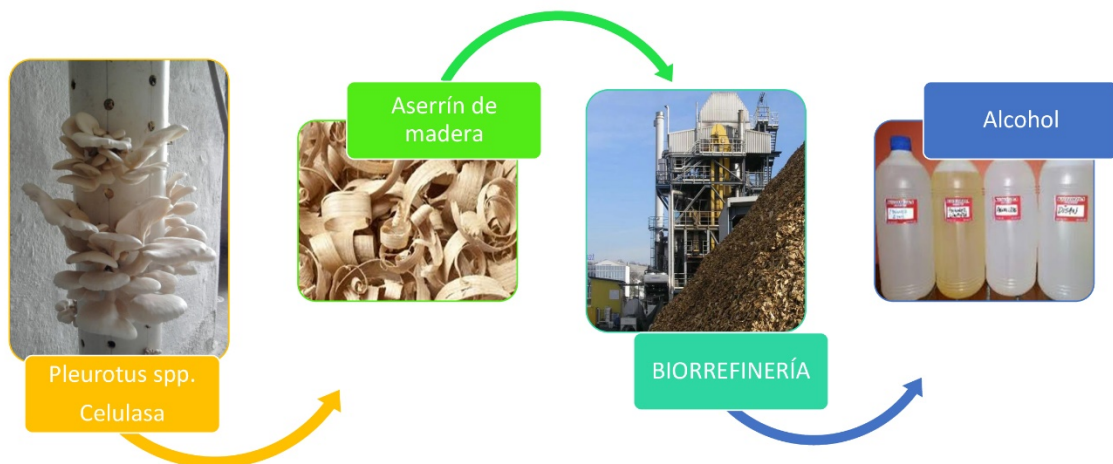 Pleurotus spp.
Celulasa
Aserrín de
madera
BIORREFINERÍA
Alcohol